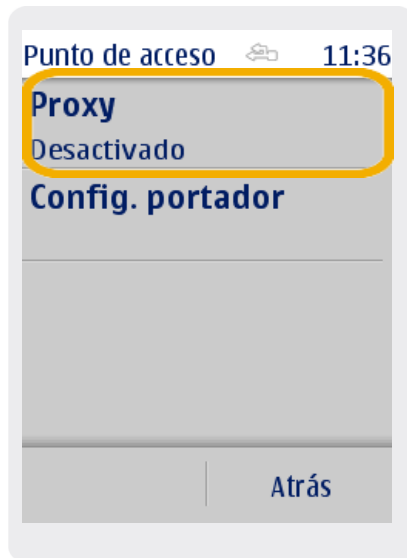 Punto de acceso 11:36
Proxy
Desactivado
Config. portador
Atrás